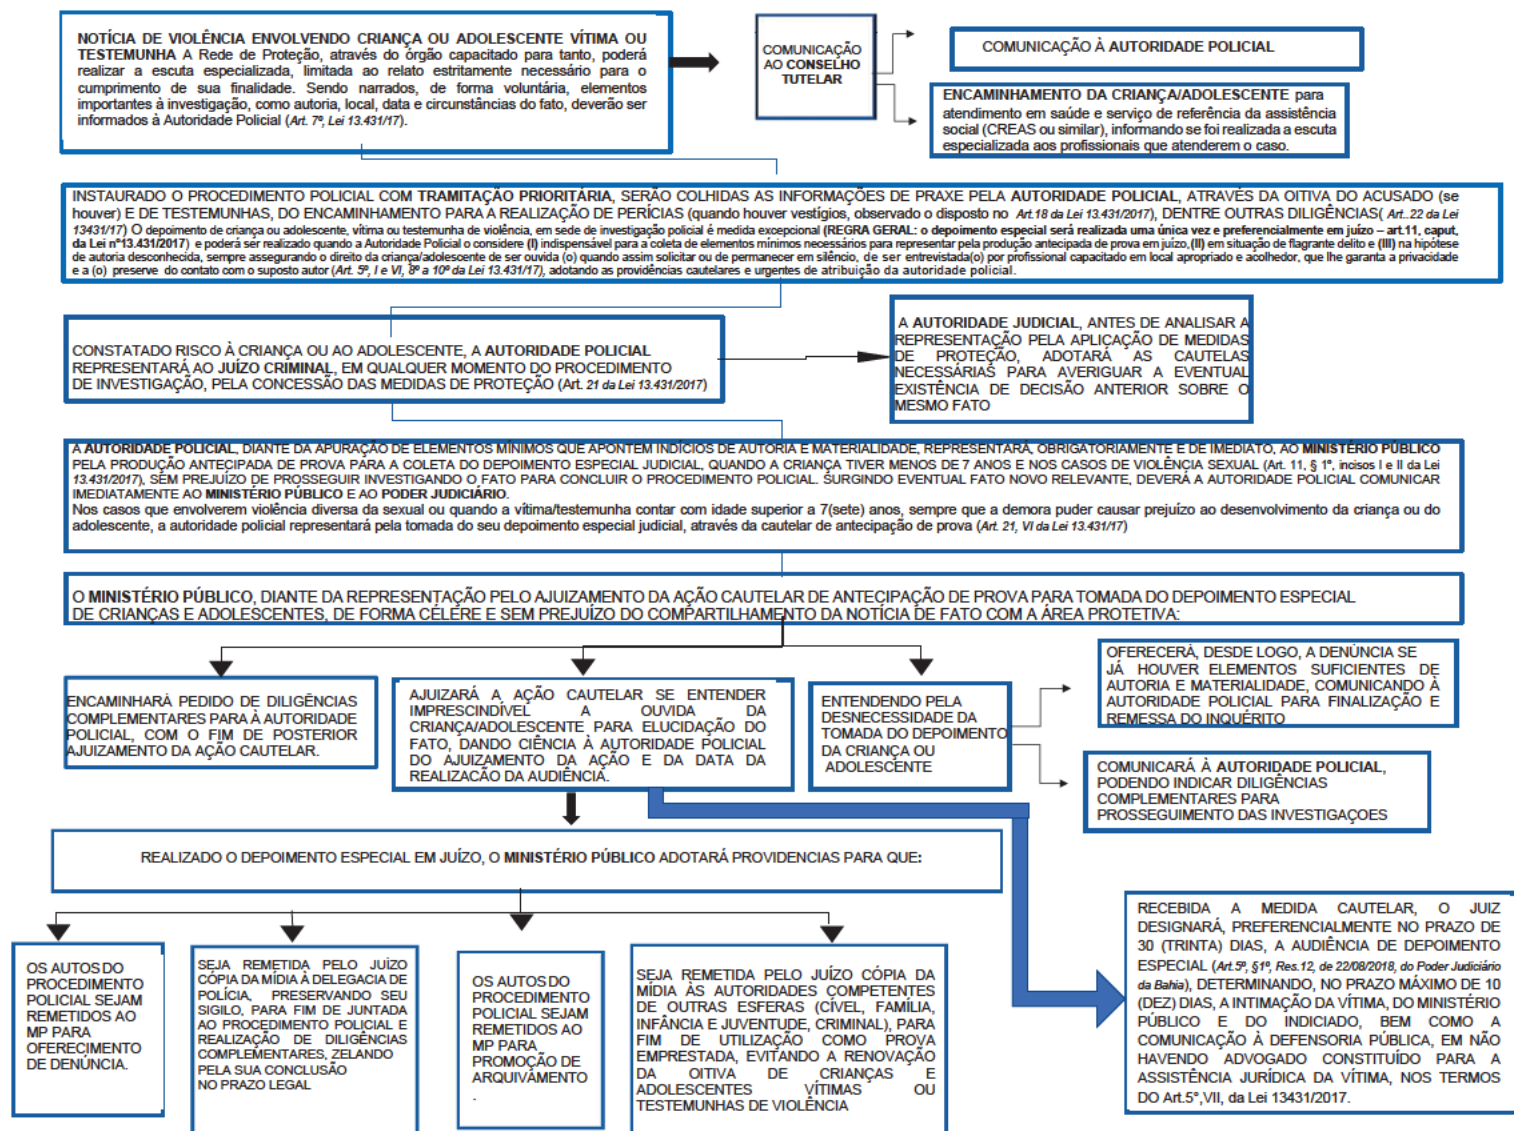 NOTÍCIA DE VIOLÊNCIA ENVOLVENDO CRIANÇA OU ADOLESCENTE VÍTIMA OU
TESTEMUNHA A Rede de Proteção, através do órgão capacitado para tanto, poderá
realizar a escuta especializada, limitada ao relato estritamente necessário para o
cumprimento de sua finalidade. Sendo narrados, de forma voluntária, elementos
importantes à investigação, como autoria, local, data e circunstâncias do fato, deverão ser
informados à Autoridade Policial (Art. 7º, Lei 13.431/17).
COMUNICAÇÃO
AO CONSELHO
TUTELAR
COMUNICAÇÃO À AUTORIDADE POLICIAL
ENCAMINHAMENTO DA CRIANÇA/ADOLESCENTE para
atendimento em saúde e serviço de referência da assistência
social (CREAS ou similar), informando se foi realizada a escuta
especializada aos profissionais que atenderem o caso.
INSTAURADO O PROCEDIMENTO POLICIAL COM TRAMITAÇÃO PRIORITÁRIA, SERÃO COLHIDAS AS INFORMAÇÕES DE PRAXE PELA AUTORIDADE POLICIAL, ATRAVÉS DA OITIVA DO ACUSADO (se
houver) E DE TESTEMUNHAS, DO ENCAMINHAMENTO PARA A REALIZAÇÃO DE PERÍCIAS (quando houver vestígios, observado o disposto no Art.18 da Lei 13.431/2017), DENTRE OUTRAS DILIGÊNCIAS( Art..22 da Lei
13431/17) O depoimento de criança ou adolescente, vítima ou testemunha de violência, em sede de investigação policial é medida excepcional (REGRA GERAL: o depoimento especial será realizada uma única vez e preferencialmente em juízo – art.11, caput,
da Lei nº13.431/2017) e poderá ser realizado quando a Autoridade Policial o considere (I) indispensável para a coleta de elementos mínimos necessários para representar pela produção antecipada de prova em juízo,(II) em situação de flagrante delito e (III) na hipótese
de autoria desconhecida, sempre assegurando o direito da criança/adolescente de ser ouvida (o) quando assim solicitar ou de permanecer em silêncio, de ser entrevistada(o) por profissional capacitado em local apropriado e acolhedor, que lhe garanta a privacidade
e a (o) preserve do contato com o suposto autor (Art. 5º, I e VI, 8º a 10º da Lei 13.431/17), adotando as providências cautelares e urgentes de atribuição da autoridade policial.
CONSTATADO RISCO À CRIANÇA OU AO ADOLESCENTE, A AUTORIDADE POLICIAL
REPRESENTARÁ AO JUÍZO CRIMINAL, EM QUALQUER MOMENTO DO PROCEDIMENTO
DE INVESTIGAÇÃO, PELA CONCESSÃO DAS MEDIDAS DE PROTEÇÃO (Art. 21 da Lei 13.431/2017)
A AUTORIDADE JUDICIAL, ANTES DE ANALISAR A
REPRESENTAÇÃO PELA APLICAÇÃO DE MEDIDAS
DE PROTEÇÃO, ADOTARÁ AS CAUTELAS
NECESSÁRIAS PARA AVERIGUAR A EVENTUAL
EXISTÊNCIA DE DECISÃO ANTERIOR SOBRE O
MESMO FATO
A AUTORIDADE POLICIAL, DIANTE DA APURAÇÃO DE ELEMENTOS MÍNIMOS QUE APONTEM INDÍCIOS DE AUTORIA E MATERIALIDADE, REPRESENTARÁ, OBRIGATORIAMENTE E DE IMEDIATO, AO MINISTÉRIO PÚBLICO
PELA PRODUÇÃO ANTECIPADA DE PROVA PARA A COLETA DO DEPOIMENTO ESPECIAL JUDICIAL, QUANDO A CRIANÇA TIVER MENOS DE 7 ANOS E NOS CASOS DE VIOLÊNCIA SEXUAL (Art. 11, § 1º, incisos I e II da Lei
13.431/2017), SEM PREJUÍZO DE PROSSEGUIR INVESTIGANDO O FATO PARA CONCLUIR O PROCEDIMENTO POLICIAL. SURGINDO EVENTUAL FATO NOVO RELEVANTE, DEVERÁ A AUTORIDADE POLICIAL COMUNICAR
IMEDIATAMENTE AO MINISTÉRIO PÚBLICO E AO PODER JUDICIÁRIO.
Nos casos que envolverem violência diversa da sexual ou quando a vítima/testemunha contar com idade superior a 7(sete) anos, sempre que a demora puder causar prejuízo ao desenvolvimento da criança ou do
adolescente, a autoridade policial representará pela tomada do seu depoimento especial judicial, através da cautelar de antecipação de prova (Art. 21, VI da Lei 13.431/17)
O MINISTÉRIO PÚBLICO, DIANTE DA REPRESENTAÇÃO PELO AJUIZAMENTO DA AÇÃO CAUTELAR DE ANTECIPAÇÃO DE PROVA PARA TOMADA DO DEPOIMENTO ESPECIAL
DE CRIANÇAS E ADOLESCENTES, DE FORMA CÉLERE E SEM PREJUÍZO DO COMPARTILHAMENTO DA NOTÍCIA DE FATO COM A ÁREA PROTETIVA:
ENCAMINHARÁ PEDIDO DE DILIGÊNCIAS
COMPLEMENTARES PARA À AUTORIDADE
POLICIAL, COM O FIM DE POSTERIOR
AJUIZAMENTO DA AÇÃO CAUTELAR.
AJUIZARÁ A AÇÃO CAUTELAR SE ENTENDER
IMPRESCINDÍVEL A OUVIDA DA
CRIANÇA/ADOLESCENTE PARA ELUCIDAÇÃO DO
FATO, DANDO CIÊNCIA À AUTORIDADE POLICIAL
DO AJUIZAMENTO DA AÇÃO E DA DATA DA
REALIZACÃO DA AUDIÊNCIA.
ENTENDENDO PELA
DESNECESSIDADE DA
TOMADA DO DEPOIMENTO
DA CRIANÇA OU
ADOLESCENTE
OFERECERÁ, DESDE LOGO, A DENÚNCIA SE
JÁ HOUVER ELEMENTOS SUFICIENTES DE
AUTORIA E MATERIALIDADE, COMUNICANDO À
AUTORIDADE POLICIAL PARA FINALIZAÇÃO E
REMESSA DO INQUÉRITO
COMUNICARÁ À AUTORIDADE POLICIAL,
PODENDO INDICAR DILIGÊNCIAS
COMPLEMENTARES PARA
PROSSEGUIMENTO DAS INVESTIGAÇOES
REALIZADO O DEPOIMENTO ESPECIAL EM JUÍZO, O MINISTÉRIO PÚBLICO ADOTARÁ PROVIDENCIAS PARA QUE:
OS AUTOS DO
PROCEDIMENTO
POLICIAL SEJAM
REMETIDOS AO
MP PARA
OFERECIMENTO
DE DENÚNCIA.
SEJA REMETIDA PELO JUÍZO
CÓPIA DA MÍDIA À DELEGACIA DE
POLÍCIA, PRESERVANDO SEU
SIGILO, PARA FIM DE JUNTADA
AO PROCEDIMENTO POLICIAL E
REALIZAÇÃO DE DILIGÊNCIAS
COMPLEMENTARES, ZELANDO
PELA SUA CONCLUSÃO
NO PRAZO LEGAL
OS AUTOS DO
PROCEDIMENTO
POLICIAL SEJAM
REMETIDOS AO
MP PARA
PROMOÇÃO DE
ARQUIVAMENTO
.
SEJA REMETIDA PELO JUÍZO CÓPIA DA
MÍDIA ÀS AUTORIDADES COMPETENTES
DE OUTRAS ESFERAS (CÍVEL, FAMÍLIA,
INFÂNCIA E JUVENTUDE, CRIMINAL), PARA
FIM DE UTILIZAÇÃO COMO PROVA
EMPRESTADA, EVITANDO A RENOVAÇÃO
DA OITIVA DE CRIANÇAS E
ADOLESCENTES VÍTIMAS OU
TESTEMUNHAS DE VIOLÊNCIA
RECEBIDA A MEDIDA CAUTELAR, O JUIZ
DESIGNARÁ, PREFERENCIALMENTE NO PRAZO DE
30 (TRINTA) DIAS, A AUDIÊNCIA DE DEPOIMENTO
ESPECIAL (Art.5º, §1º, Res.12, de 22/08/2018, do Poder Judiciário
da Bahia), DETERMINANDO, NO PRAZO MÁXIMO DE 10
(DEZ) DIAS, A INTIMAÇÃO DA VÍTIMA, DO MINISTÉRIO
PÚBLICO E DO INDICIADO, BEM COMO A
COMUNICAÇÃO À DEFENSORIA PÚBLICA, EM NÃO
HAVENDO ADVOGADO CONSTITUÍDO PARA A
ASSISTÊNCIA JURÍDICA DA VÍTIMA, NOS TERMOS
DO Art.5°,VII, da Lei 13431/2017.